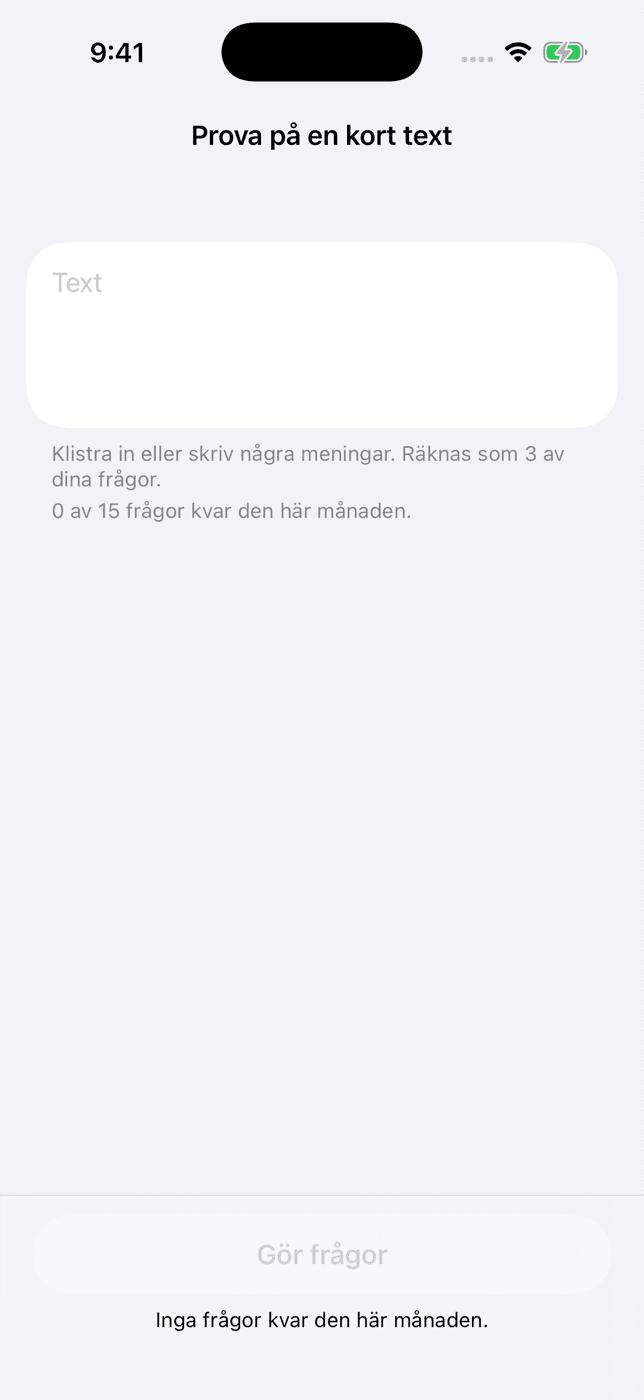 9:41
Prova på en kort text
Text
Klistra in eller skriv några meningar. Räknas som 3 av
dina frågor.
0 av 15 frågor kvar den här månaden.
Gör frågor
Inga frågor kvar den här månaden.